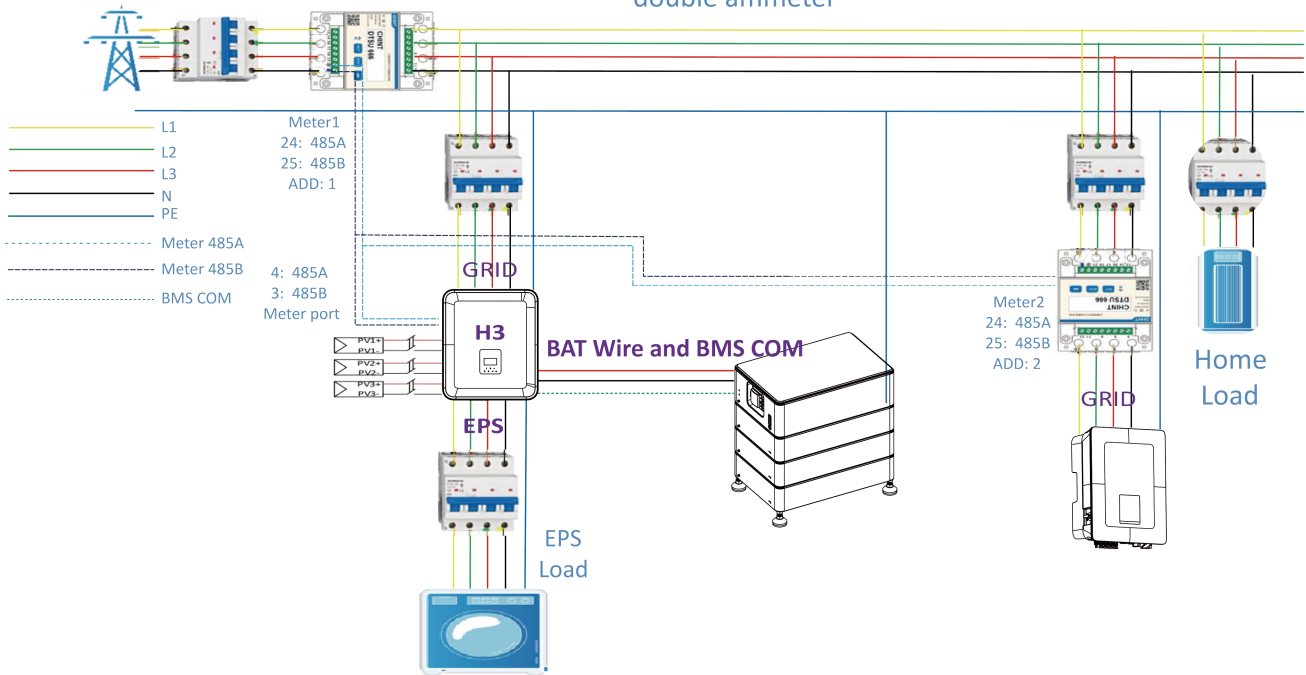 double ammeter
CHINT
DTSU 666
L1
L2
L3
N
PE
Meter 485A
Meter 485B
BMS COM
Meter1
24: 485A
25: 485B
ADD: 1
4: 485A
3: 485B
Meter port
GRID
H3
PV1+
PV1-
PV2+
PV2-
PV3+
PV3-
BAT Wire and BMS COM
EPS
EPS
Load
CHINT
DTSU 666
Meter2
24: 485A
25: 485B
ADD: 2
GRID
Home
Load